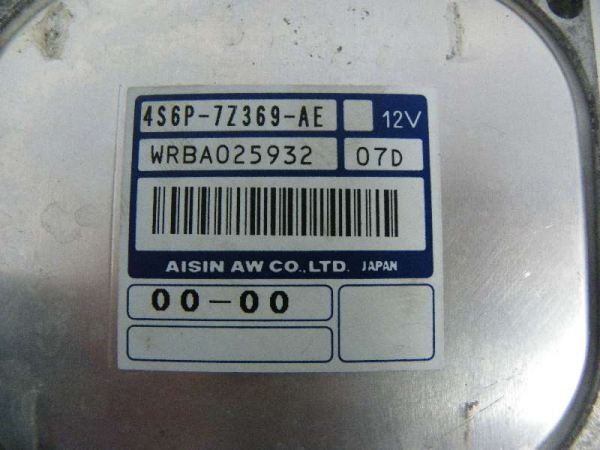 4S6P-7Z369-AE 12V
WRBA025932 07D
AISIN AW CO.,LTD. JAPAN
00-00